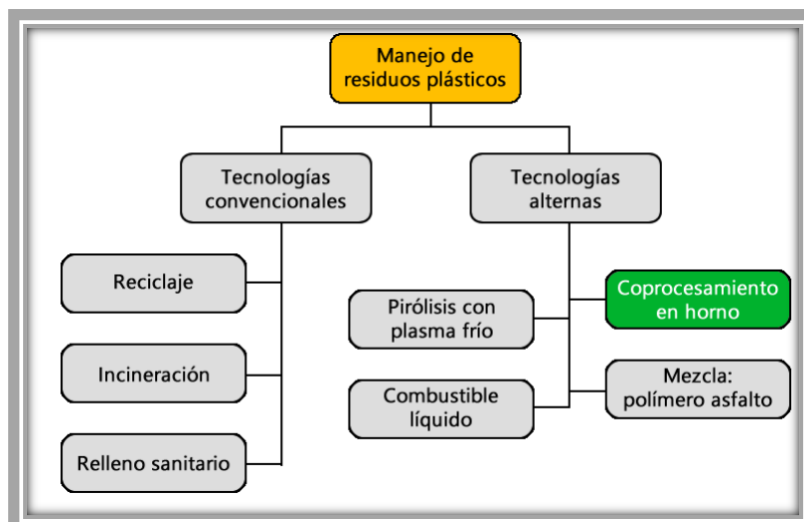 Manejo de
residuos plásticos
Tecnologías
convencionales
Tecnologías
alternas
Reciclaje
Incineración
Relleno sanitario
Pirólisis con
plasma frío
Combustible
líquido
Coprocesamiento
en horno
Mezcla:
polímero asfalto